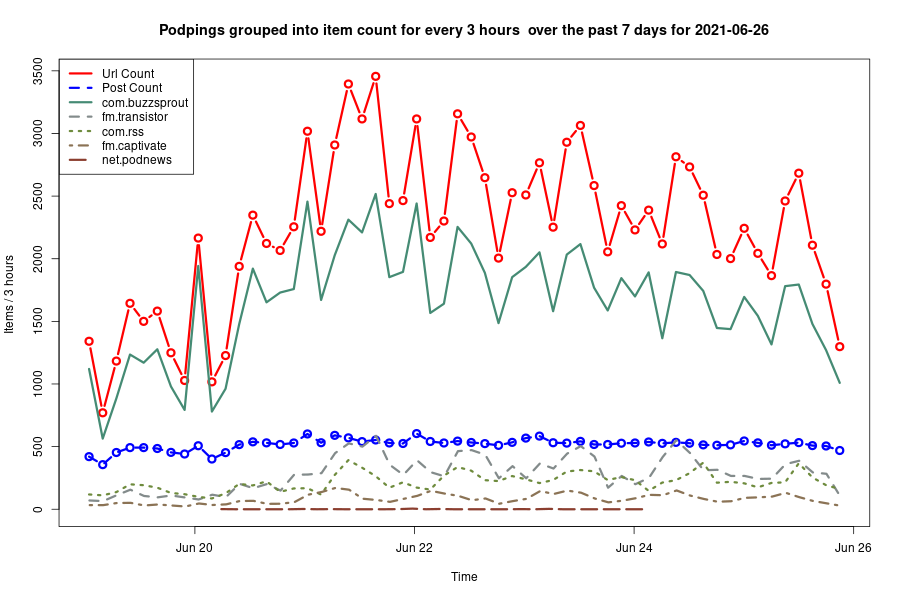 Podpings grouped into item count for every 3 hours  over the past 7 days for 2021-06-26
Url Count
Post Count
com.buzzsprout
fm.transistor
com.rss
fm.captivate
net.podnews
3500
3000
2500
2000
1500
1000
500
0
Items / 3 hours
Jun 20
Jun 22
Jun 24
Jun 26
Time